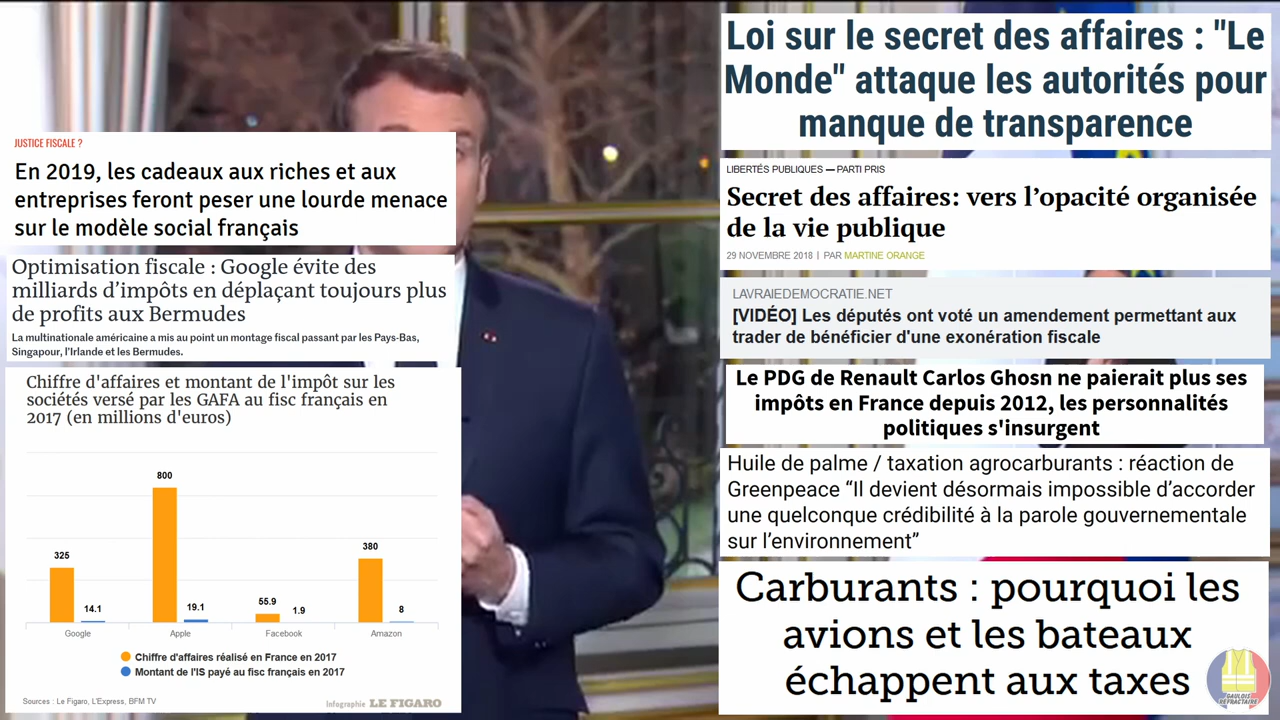 JUSTICE FISCALE ?
En 2019, les cadeaux aux riches et aux
entreprises feront peser une lourde menace
sur le modèle social français
Optimisation fiscale : Google évite des
milliards d’impôts en déplaçant toujours plus
de profits aux Bermudes
La multinationale américaine a mis au point un montage fiscal passant par les Pays-Bas,
Singapour, l’Irlande et les Bermudes.
Chiffre d'affaires et montant de l'impôt sur les
sociétés versé par les GAFA au fisc français en
2017 (en millions d'euros)
800
325
380
14.1
19.1
55.9
1.9
8
Google
Apple
Facebook
Amazon
Chiffre d'affaires réalisé en France en 2017
Montant de l'IS payé au fisc français en 2017
Sources : Le Figaro, L'Express, BFM TV
Infographie LE FIGARO
Loi sur le secret des affaires : "Le
Monde" attaque les autorités pour
manque de transparence
LIBERTÉS PUBLIQUES — PARTI PRIS
Secret des affaires: vers l’opacité organisée
de la vie publique
29 NOVEMBRE 2018 | PAR MARTINE ORANGE
LAVRAIEDEMOCRATIE.NET
[VIDÉO] Les députés ont voté un amendement permettant aux
trader de bénéficier d'une exonération fiscale
Le PDG de Renault Carlos Ghosn ne paierait plus ses
impôts en France depuis 2012, les personnalités
politiques s'insurgent
Huile de palme / taxation agrocarburants : réaction de
Greenpeace “Il devient désormais impossible d’accorder
une quelconque crédibilité à la parole gouvernementale
sur l’environnement”
Carburants : pourquoi les
avions et les bateaux
échappent aux taxes
GAULOIS
RÉFRACTAIRE